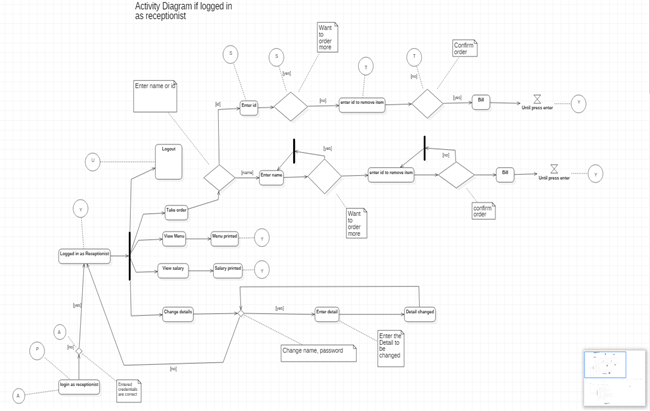 Activity Diagram if logged in
as receptionist
Want
to
order
more
Confirm
order
S
S
T
[yes]
[no]
Enter name or id
[id]
Enter id
[no]
enter id to remove item
[yes]
Bill
Until press enter
Logout
[yes]
[no]
[name]
Enter name
enter id to remove item
Bill
Until press enter
Take order
Want
to
order
more
confirm
order
View Menu
Menu printed
Logged in as Receptionist
View salary
Salary printed
[yes]
Change details
[yes]
Enter detail
Detail changed
[no]
Change name, password
Enter the
Detail to
be
changed
[no]
P
login as receptionist
Entered
credentials
are correct